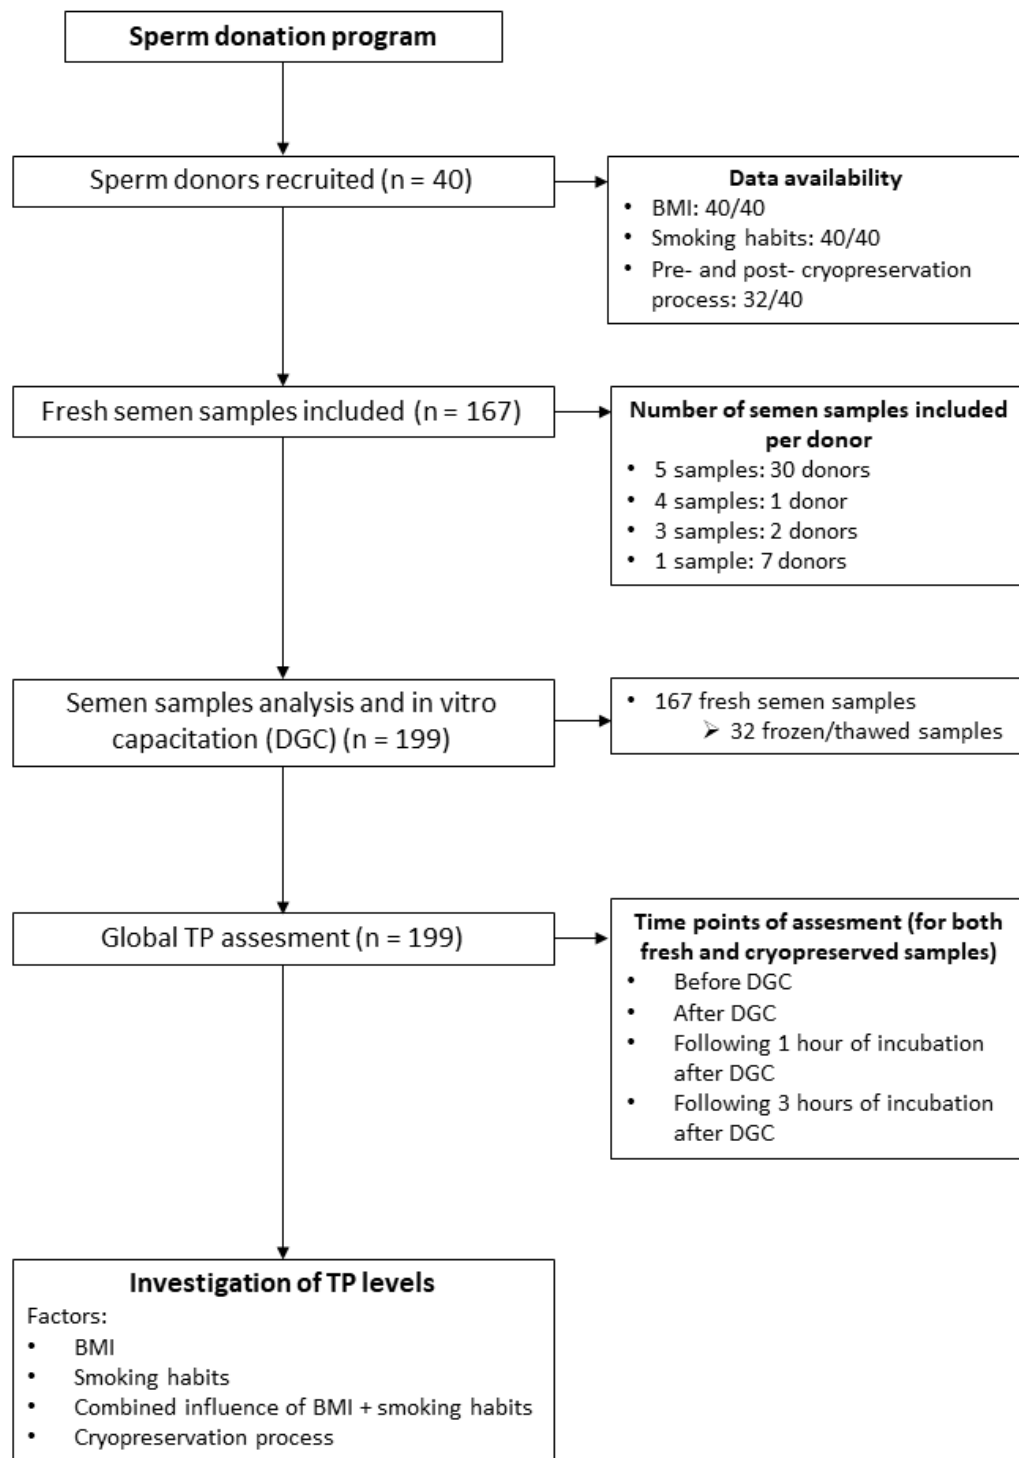 Sperm donation program
Sperm donors recruited (n = 40)
Data availability
• BMI: 40/40
• Smoking habits: 40/40
• Pre- and post- cryopreservation
process: 32/40
Fresh semen samples included (n = 167)
Number of semen samples included
per donor
• 5 samples: 30 donors
• 4 samples: 1 donor
• 3 samples: 2 donors
• 1 sample: 7 donors
Semen samples analysis and in vitro
capacitation (DGC) (n = 199)
• 167 fresh semen samples
➢ 32 frozen/thawed samples
Global TP assesment (n = 199)
Time points of assesment (for both
fresh and cryopreserved samples)
• Before DGC
• After DGC
• Following 1 hour of incubation
after DGC
• Following 3 hours of incubation
after DGC
Investigation of TP levels
Factors:
• BMI
• Smoking habits
• Combined influence of BMI + smoking habits
• Cryopreservation process